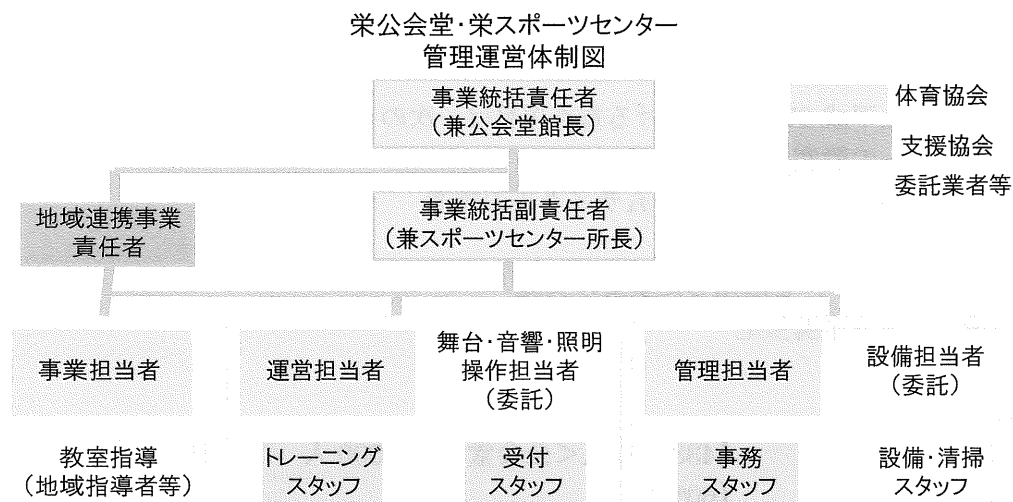 栄公会堂・栄スポーツセンター
管理運営体制図
事業統括責任者
（兼公会堂館長）
体育協会
支援協会
委託業者等
地域連携事業
責任者
事業統括副責任者
（兼スポーツセンター所長）
事業担当者
運営担当者
舞台・音響・照明
操作担当者
（委託）
管理担当者
設備担当者
（委託）
教室指導
（地域指導者等）
トレーニング
スタッフ
受付
スタッフ
事務
スタッフ
設備・清掃
スタッフ